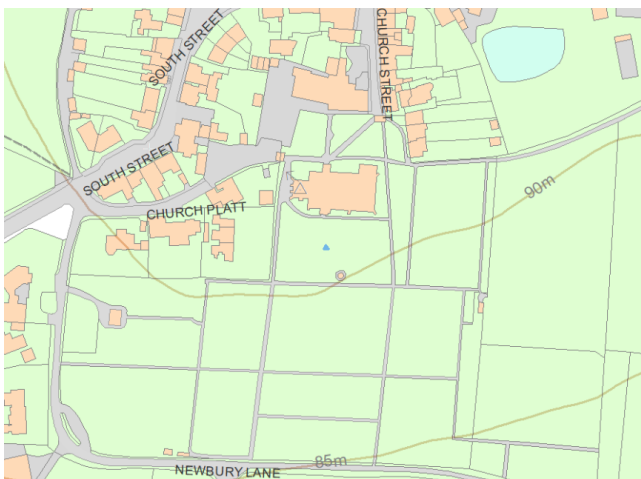 SOUTH STREET
CHURCH STREET
SOUTH STREET
90m
CHURCH PLATT
85m
NEWBURY LANE